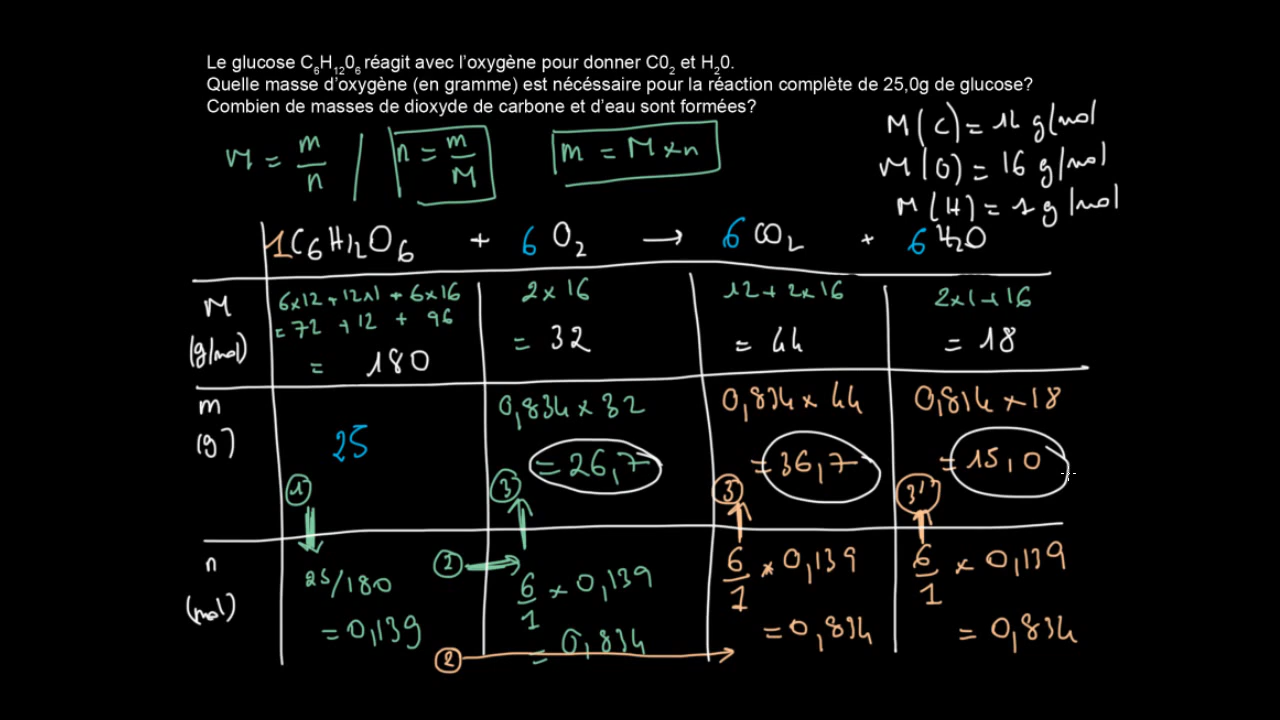 Le glucose C6H1206 réagit avec l'oxygène pour donner C02 et H20.
Quelle masse d'oxygène (en gramme) est nécéssaire pour la réaction complète de 25,0g de glucose?
Combien de masses de dioxyde de carbone et d'eau sont formées?
M = m/n / n = m/M m = M × n
M(C) = 12 g/mol
M(O) = 16 g/mol
M(H) = 1 g/mol
1C6H12O6 + 6 O2 → 6 CO2 + 6 H2O
M (g/mol)
6×12 + 12×1 + 6×16
= 72 + 12 + 96
= 180
2 × 16
= 32
12 + 2×16
= 44
2×1+16
= 18
m (g)
25
0,834 × 32
= 26,7
0,834 × 44
= 36,7
0,814 × 18
= 15,0
1
3
3'
3''
n (mol)
25/180
= 0,139
2
6/1 × 0,139
= 0,834
6/1 × 0,139
= 0,834
6/1 × 0,139
= 0,834
2